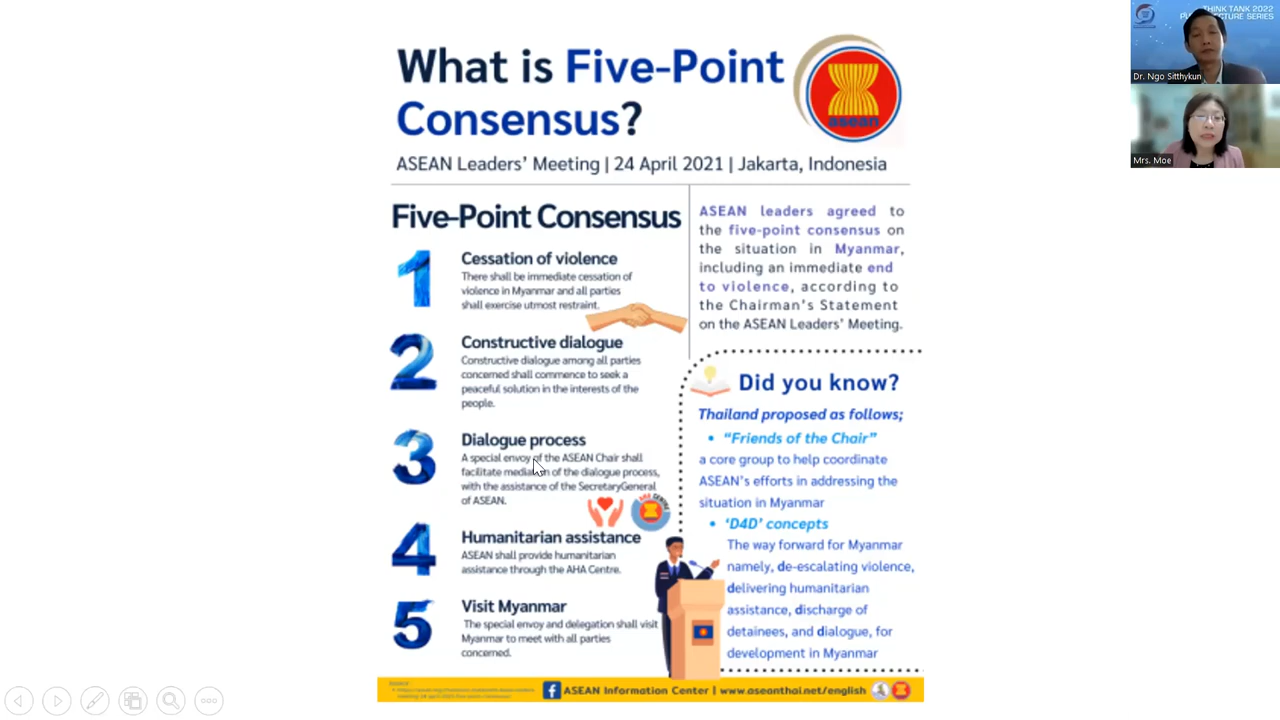 What is Five-Point
Consensus?
asean
ASEAN Leaders' Meeting | 24 April 2021 | Jakarta, Indonesia
Five-Point Consensus
1
Cessation of violence
There shall be immediate cessation of
violence in Myanmar and all parties
shall exercise utmost restraint.
2
Constructive dialogue
Constructive dialogue among all parties
concerned shall commence to seek a
peaceful solution in the interests of the
people.
3
Dialogue process
A special envoy of the ASEAN Chair shall
facilitate mediation of the dialogue process,
with the assistance of the SecretaryGeneral
of ASEAN.
4
Humanitarian assistance
ASEAN shall provide humanitarian
assistance through the AHA Centre.
5
Visit Myanmar
The special envoy and delegation shall visit
Myanmar to meet with all parties
concerned.
ASEAN leaders agreed to
the five-point consensus on
the situation in Myanmar,
including an immediate end
to violence, according to
the Chairman's Statement
on the ASEAN Leaders' Meeting.
Did you know?
Thailand proposed as follows;
• "Friends of the Chair"
a core group to help coordinate
ASEAN's efforts in addressing the
situation in Myanmar
• 'D4D' concepts
The way forward for Myanmar
namely, de-escalating violence,
delivering humanitarian
assistance, discharge of
detainees, and dialogue, for
development in Myanmar
ASEAN Information Center | www.aseanthai.net/english
THINK TANK 2022
LECTURE SERIES
Dr. Ngo Sitthykun
Mrs. Moe